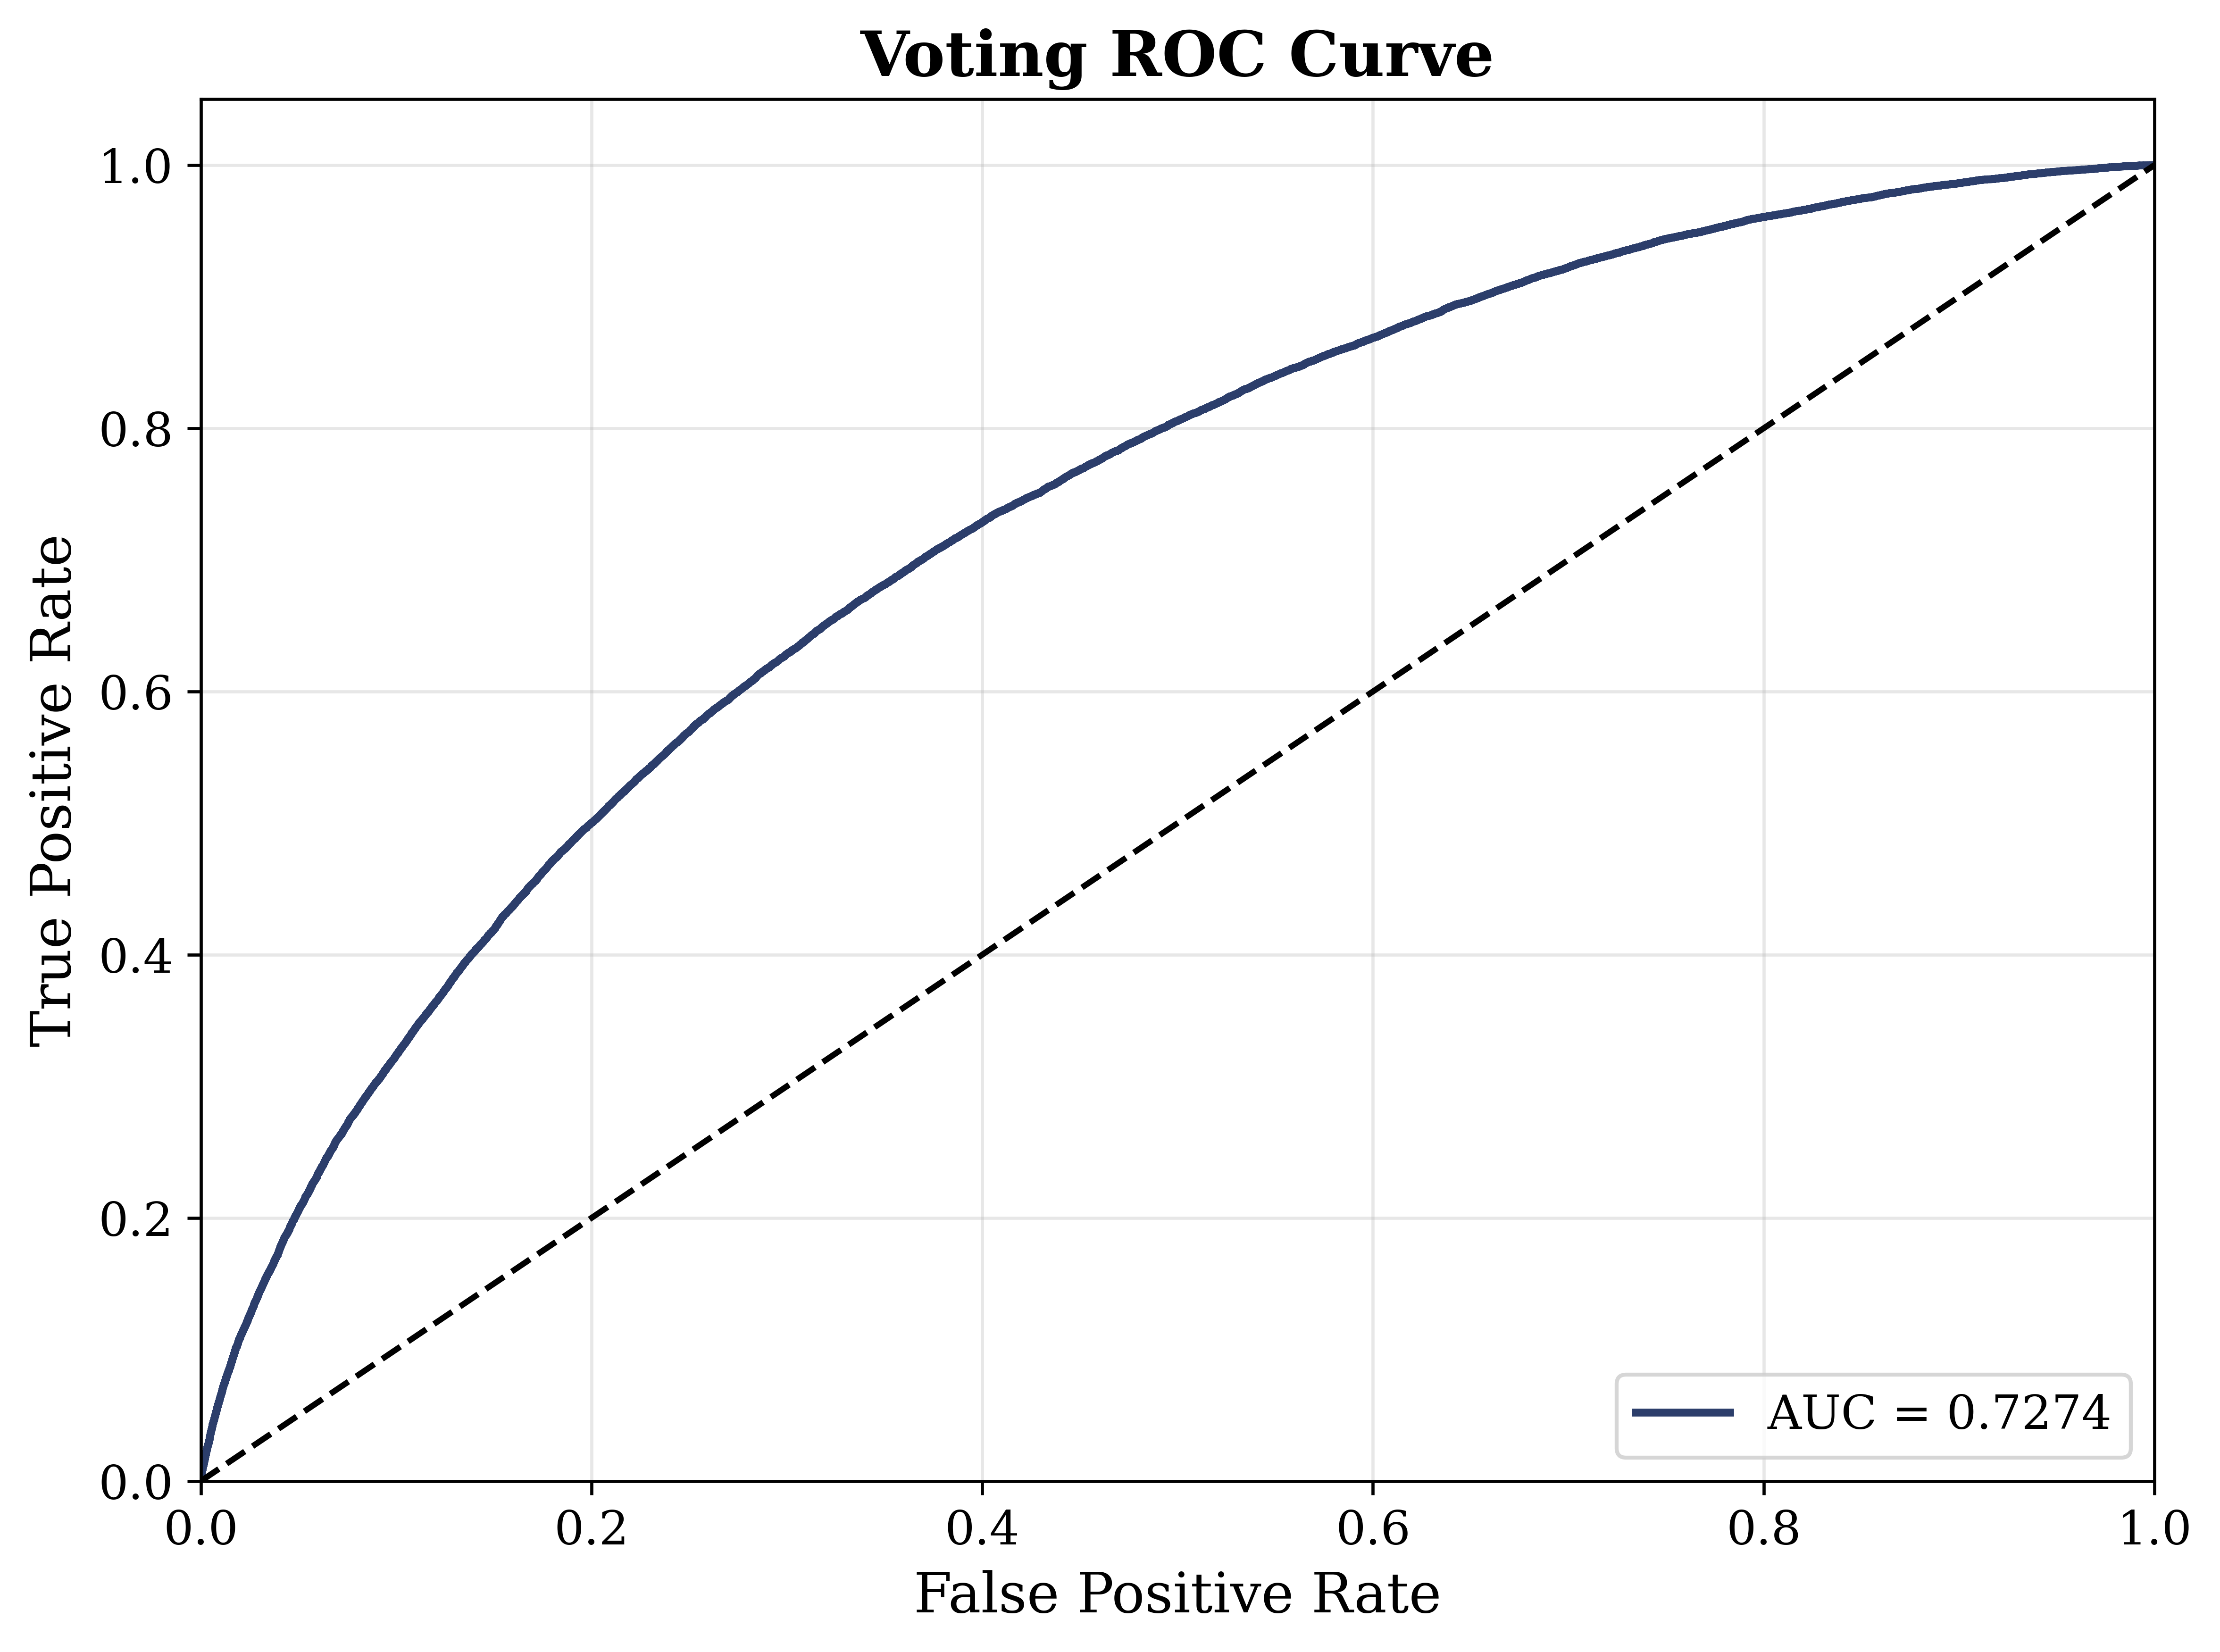 Voting ROC Curve
True Positive Rate
1.0
0.8
0.6
0.4
0.2
0.0
0.0 0.2 0.4 0.6 0.8 1.0
False Positive Rate
AUC = 0.7274